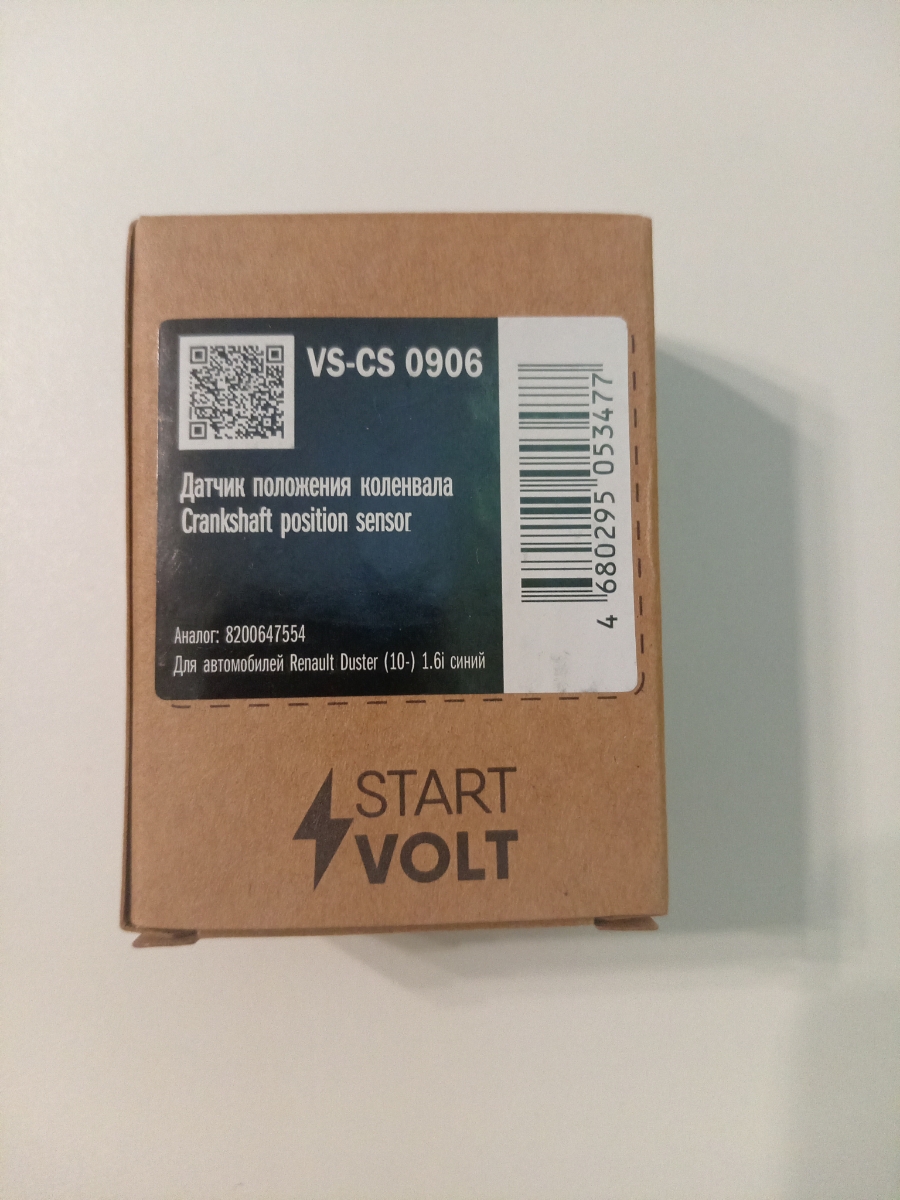 VS-CS 0906
Датчик положения коленвала
Crankshaft position sensor
Аналог: 8200647554
Для автомобилей Renault Duster (10-) 1.6i синий
4 680295 053477
START
VOLT